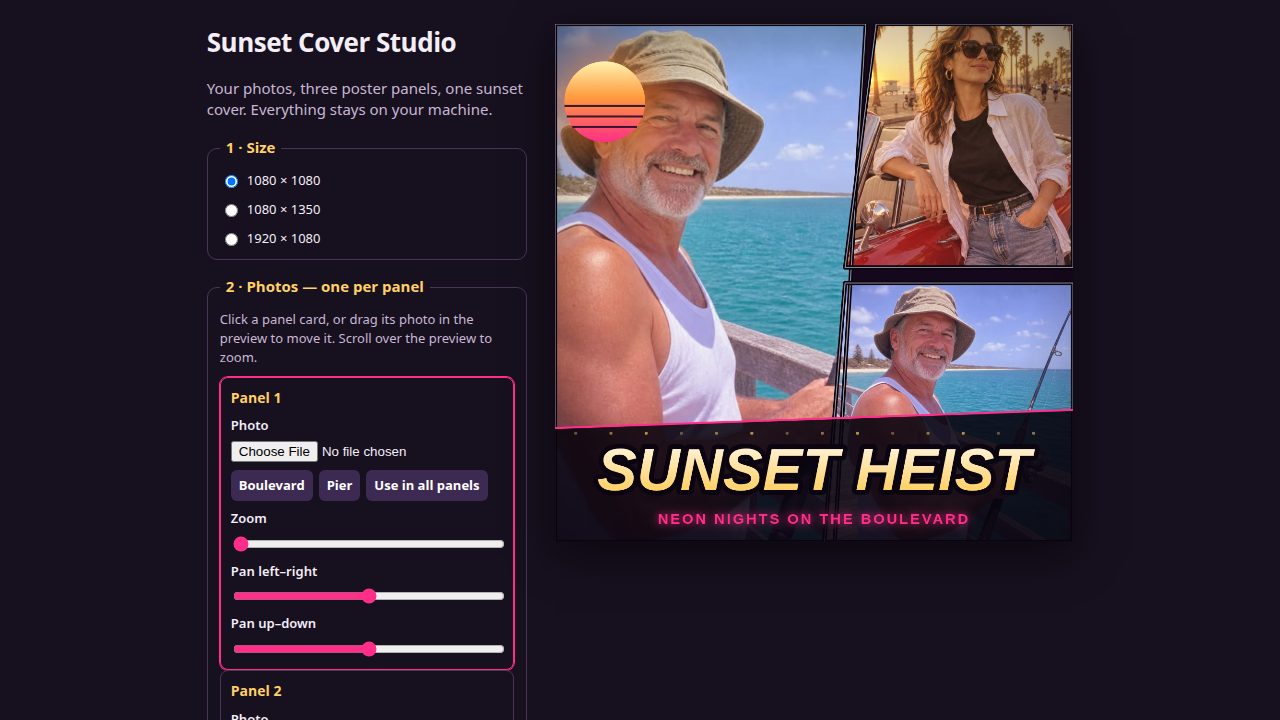 Sunset Cover Studio
Your photos, three poster panels, one sunset
cover. Everything stays on your machine.
1 · Size
1080 × 1080
1080 × 1350
1920 × 1080
2 · Photos — one per panel
Click a panel card, or drag its photo in the
preview to move it. Scroll over the preview to
zoom.
Panel 1
Photo
Choose File No file chosen
Boulevard Pier Use in all panels
Zoom
Pan left–right
Pan up–down
Panel 2
Photo
SUNSET HEIST
NEON NIGHTS ON THE BOULEVARD